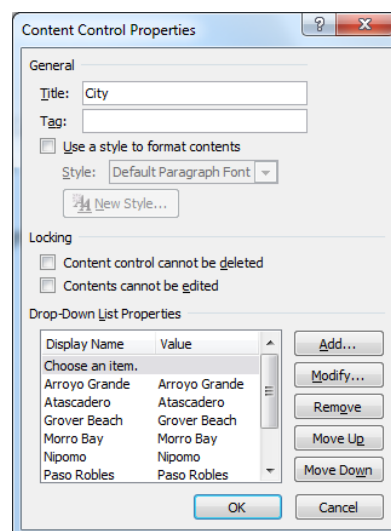 Content Control Properties
General
Title: City
Tag:
Use a style to format contents
Style: Default Paragraph Font
New Style...
Locking
Content control cannot be deleted
Contents cannot be edited
Drop-Down List Properties
Display Name Value
Choose an item.
Arroyo Grande Arroyo Grande
Atascadero Atascadero
Grover Beach Grover Beach
Morro Bay Morro Bay
Nipomo Nipomo
Paso Robles Paso Robles
Add...
Modify...
Remove
Move Up
Move Down
OK Cancel